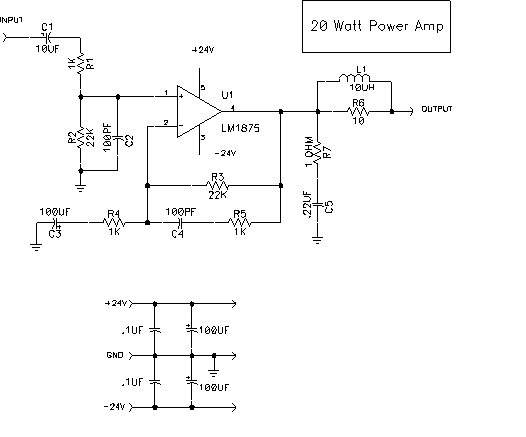 INPUT
C1
10UF
20 Watt Power Amp
+24V
1K
R1
L1
10UH
5
U1
1
+
4
R6
10
OUTPUT
R2
22K
100PF
C2
2
-
LM1875
3
-24V
1 OHM
R7
R3
22K
.22UF
C5
100UF
C3
R4
1K
100PF
C4
R5
1K
+24V
.1UF
+
100UF
GND
.1UF
+
100UF
-24V